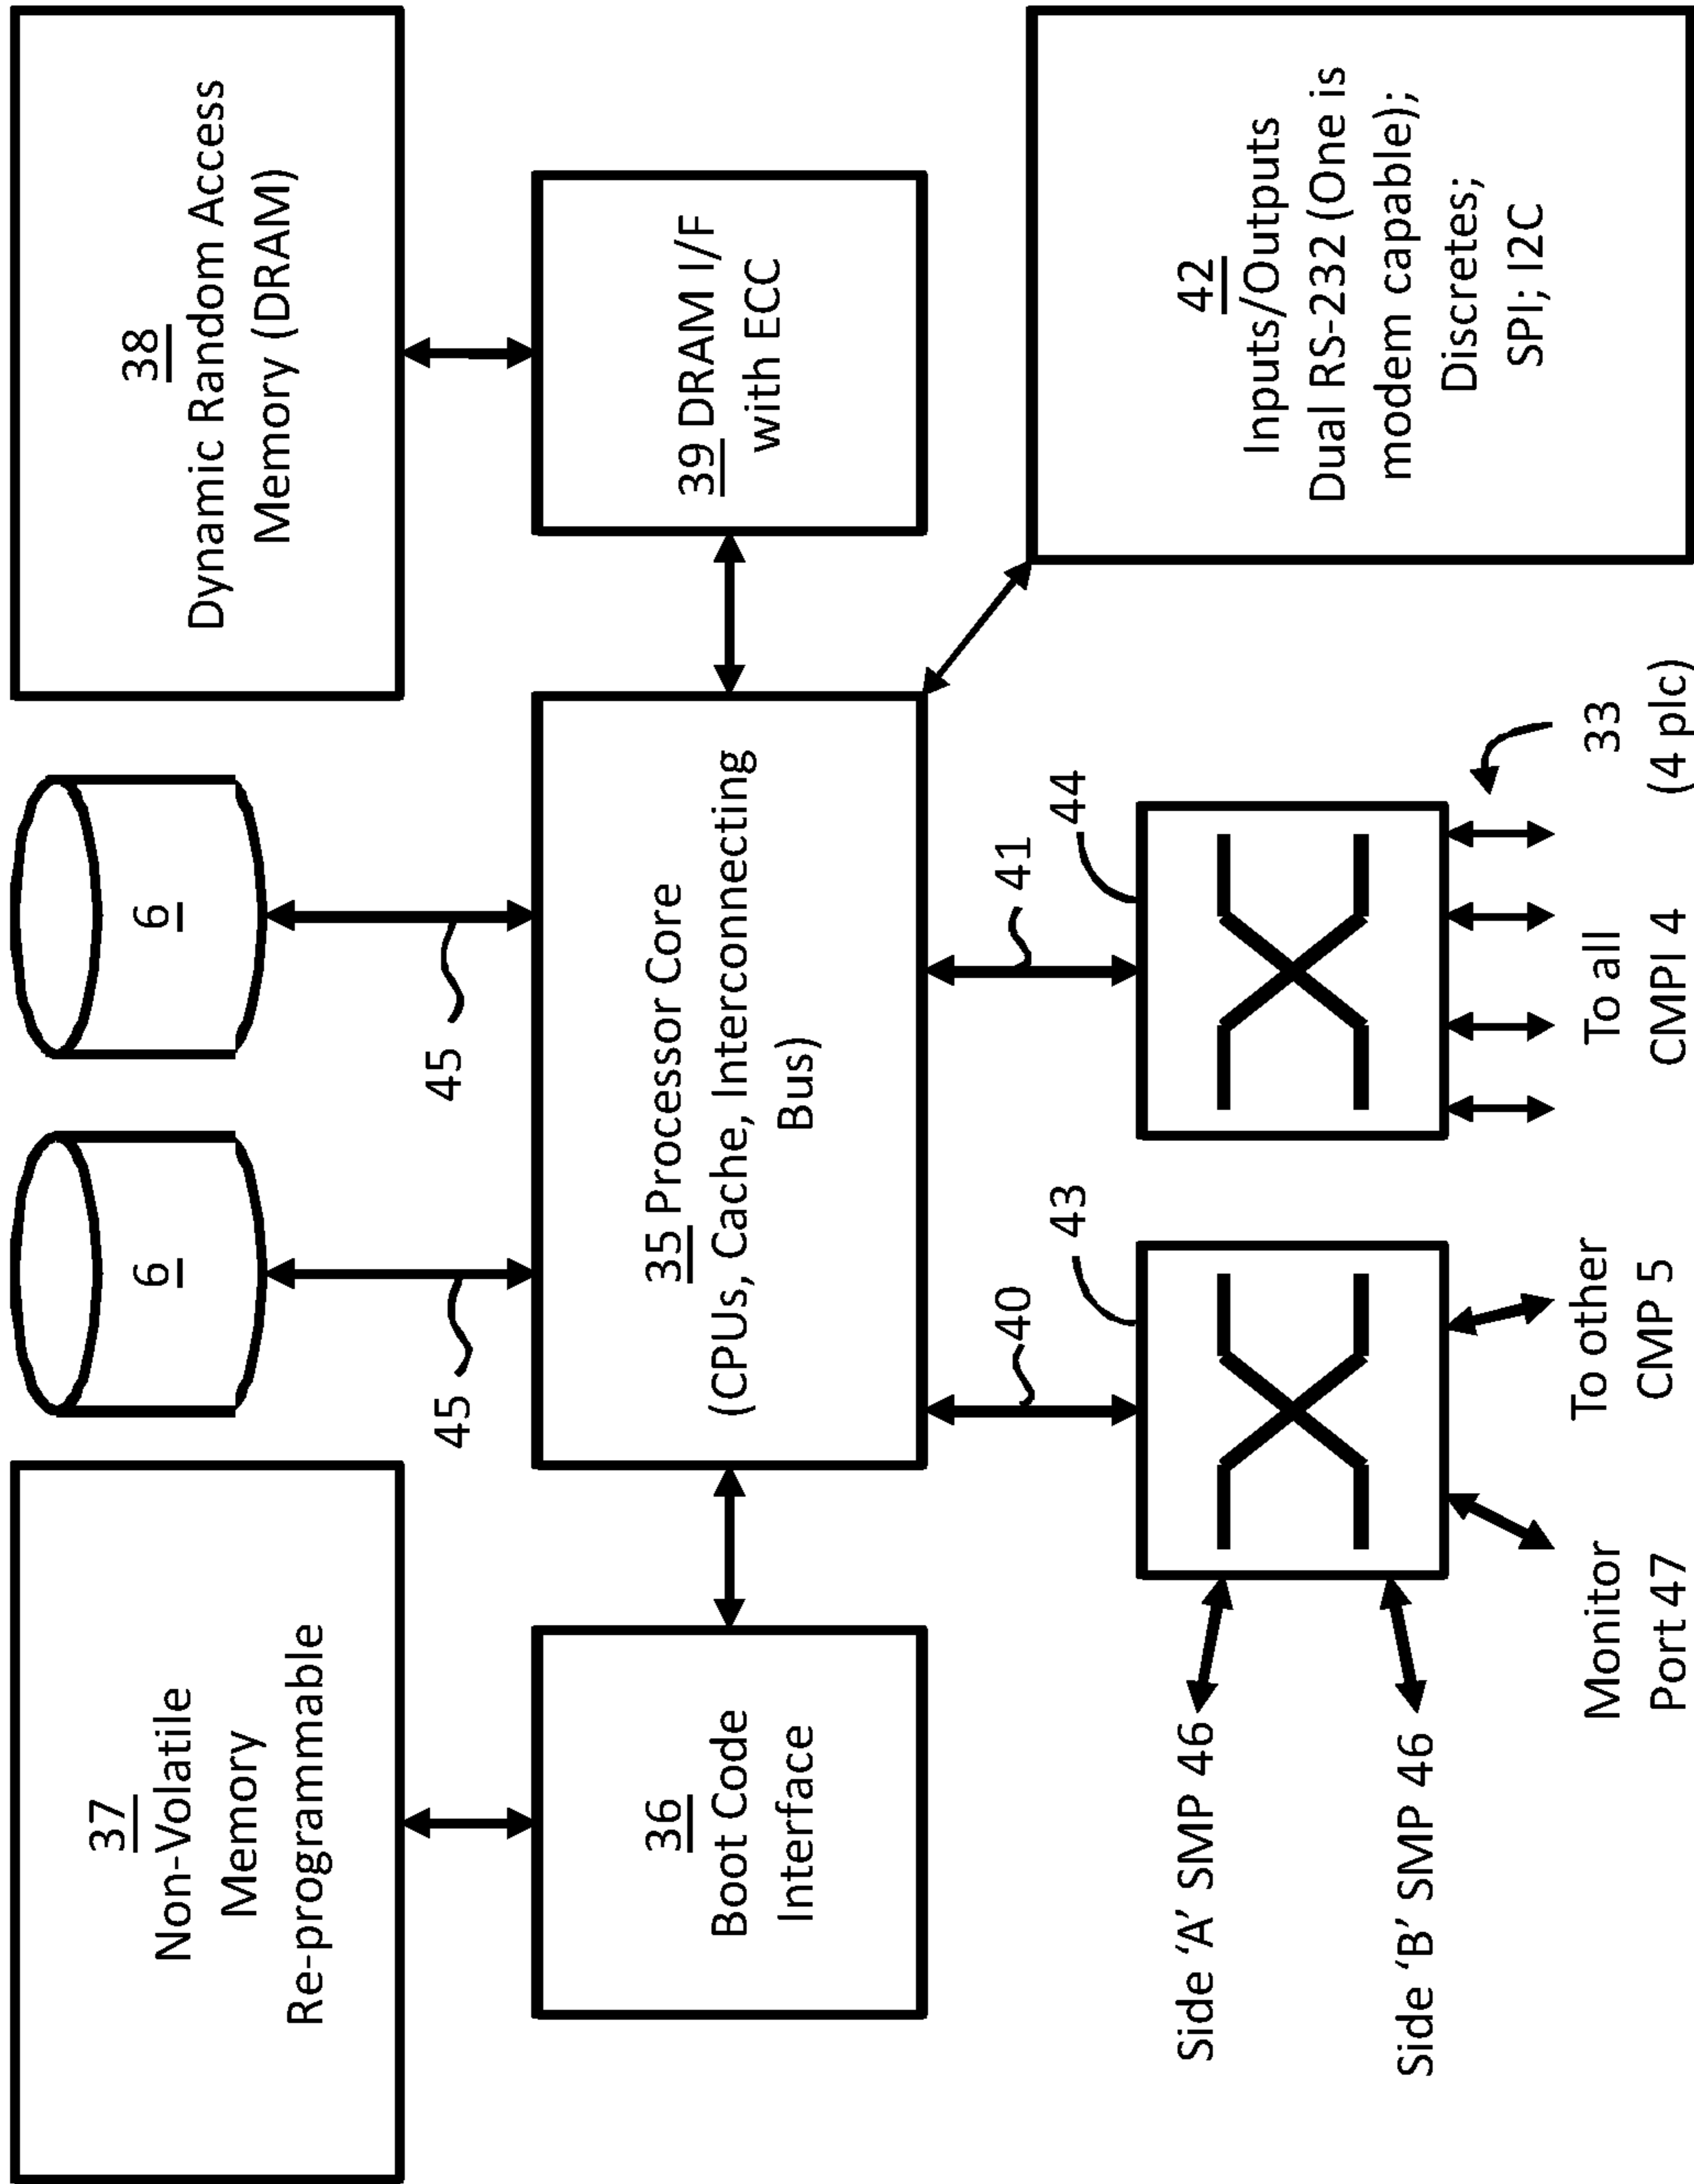 37
Non-Volatile
Memory
Re-programmable
6
6
38
Dynamic Random Access
Memory (DRAM)
45
45
36
Boot Code
Interface
35 Processor Core
(CPUs, Cache, Interconnecting
Bus)
39 DRAM I/F
with ECC
40
43
41
44
Side ‘A’ SMP 46
Side ‘B’ SMP 46
42
Inputs/Outputs
Dual RS-232 (One is
modem capable);
Discretes;
SPI; I2C
Monitor
Port 47
To other
CMP 5
To all
CMPI 4
33
(4 plc)